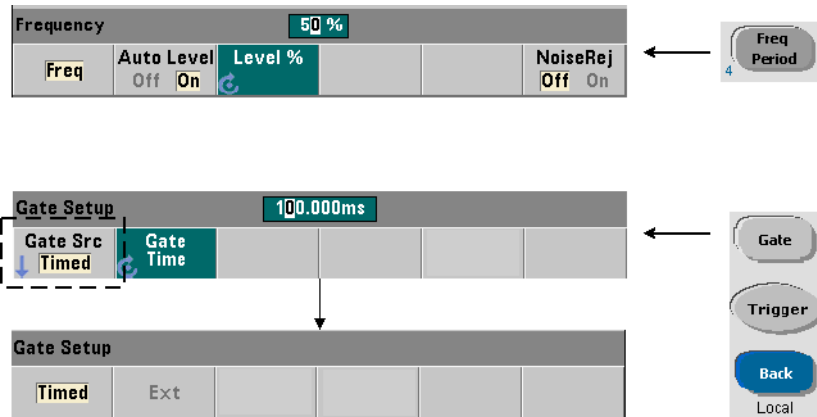 Frequency 50 %
Freq
Auto Level Level % NoiseRej
Off On Off On
Freq
Period
4
Gate Setup 100.000ms
Gate Src Gate
Timed Time
Gate
Trigger
Gate Setup
Timed Ext
Back
Local